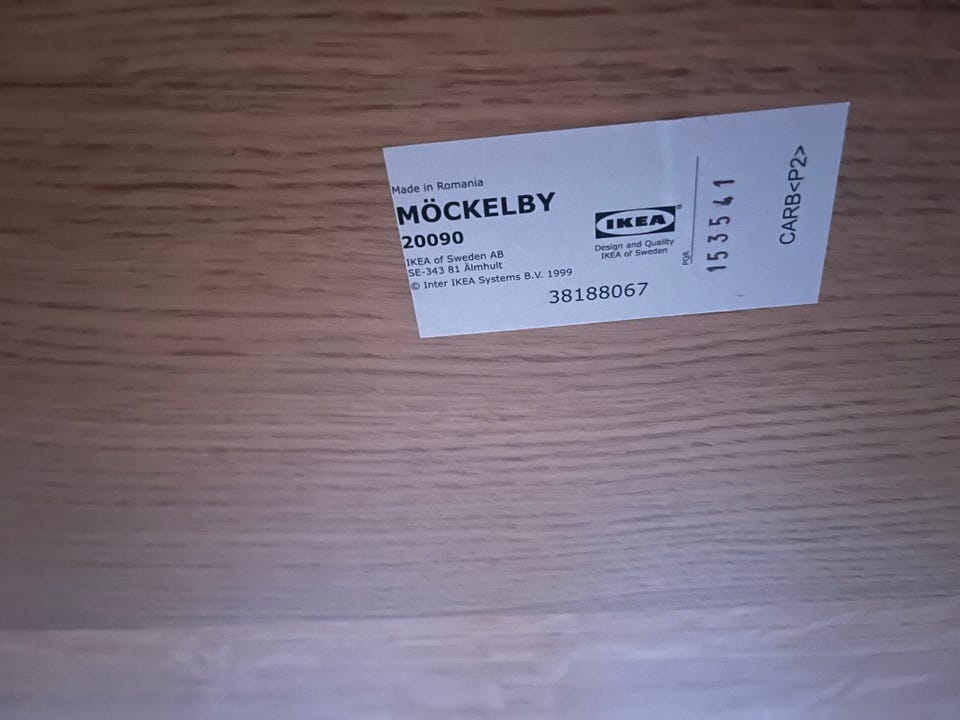 Made in Romania
MÖCKELBY
20090
IKEA of Sweden AB
SE-343 81 Älmhult
© Inter IKEA Systems B.V. 1999
38188067
IKEA®
Design and Quality
IKEA of Sweden
PQR
153541
CARB<P2>